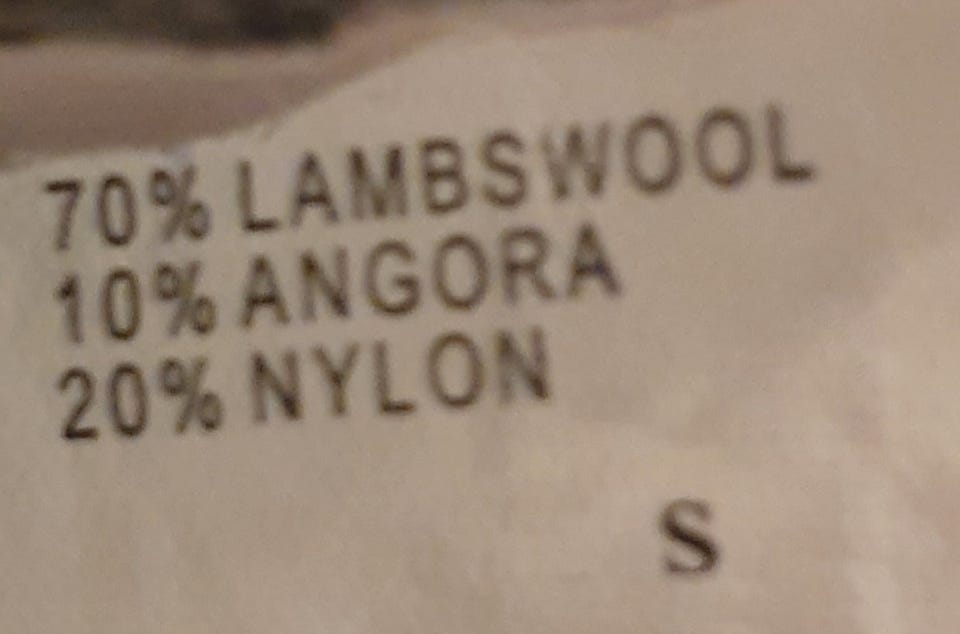 70% LAMBSWOOL
10% ANGORA
20% NYLON
S